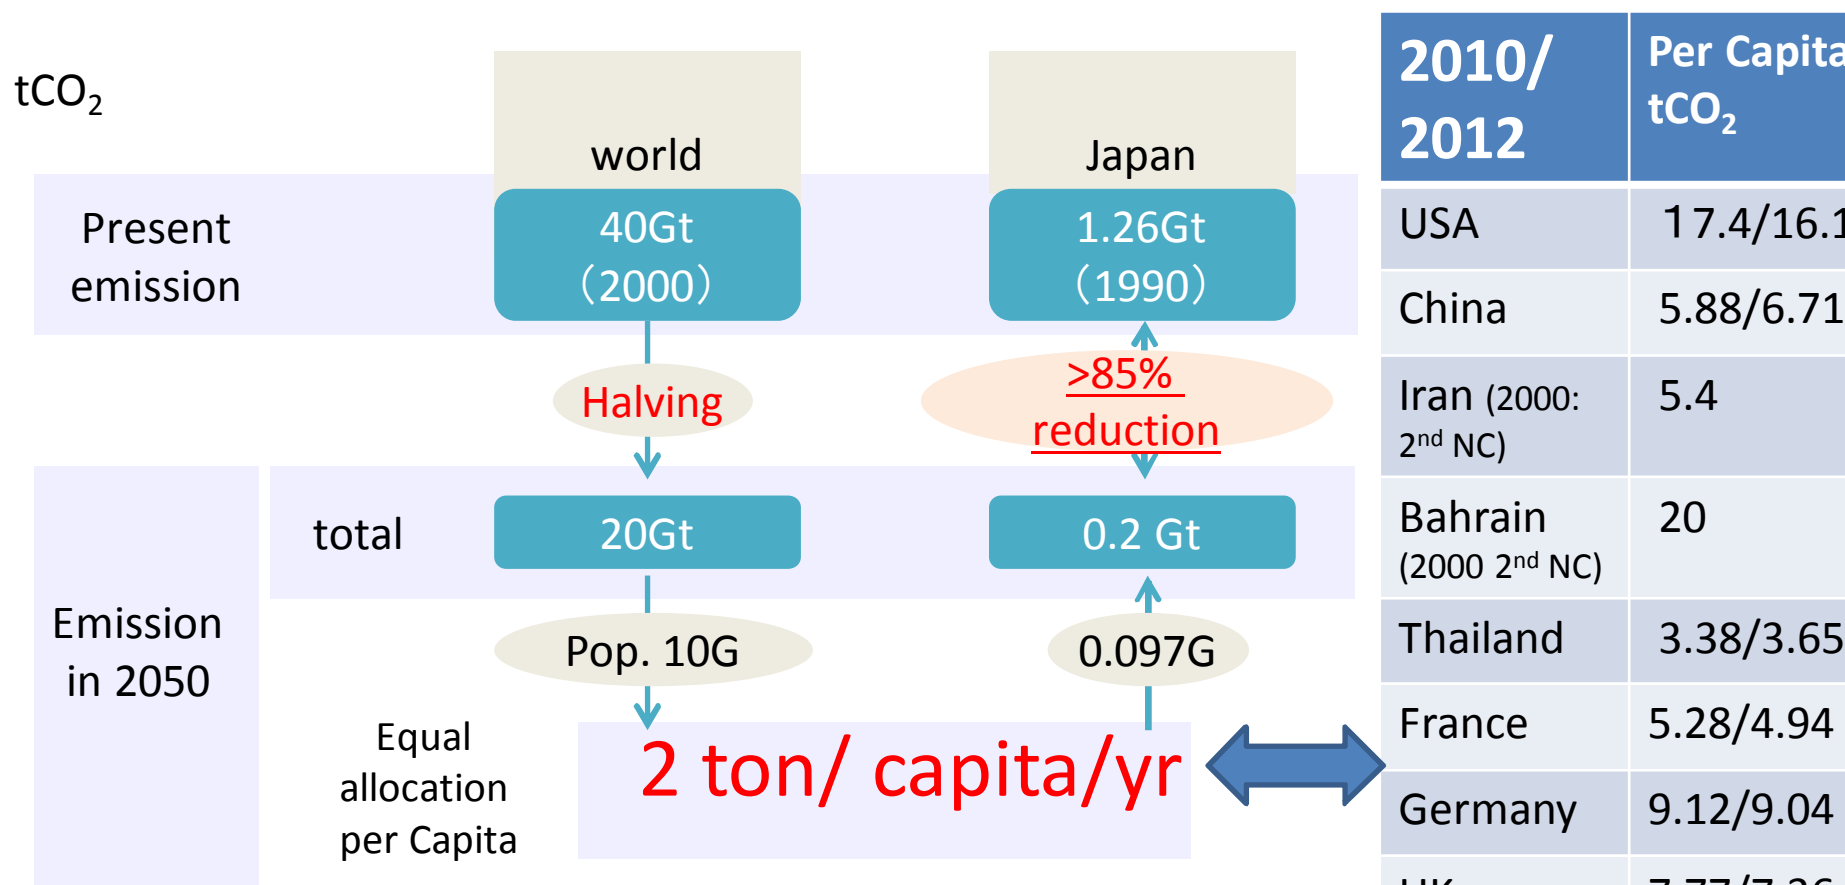 tCO₂
world
Japan
Present
emission
40Gt
（2000）
1.26Gt
（1990）
Halving
>85%
reduction
total
20Gt
0.2 Gt
Emission
in 2050
Pop. 10G
0.097G
Equal
allocation
per Capita
2 ton/ capita/yr
2010/
2012
Per Capita
tCO₂
USA
１7.4/16.1
China
5.88/6.71
Iran (2000:
2nd NC)
5.4
Bahrain
(2000 2nd NC)
20
Thailand
3.38/3.65
France
5.28/4.94
Germany
9.12/9.04